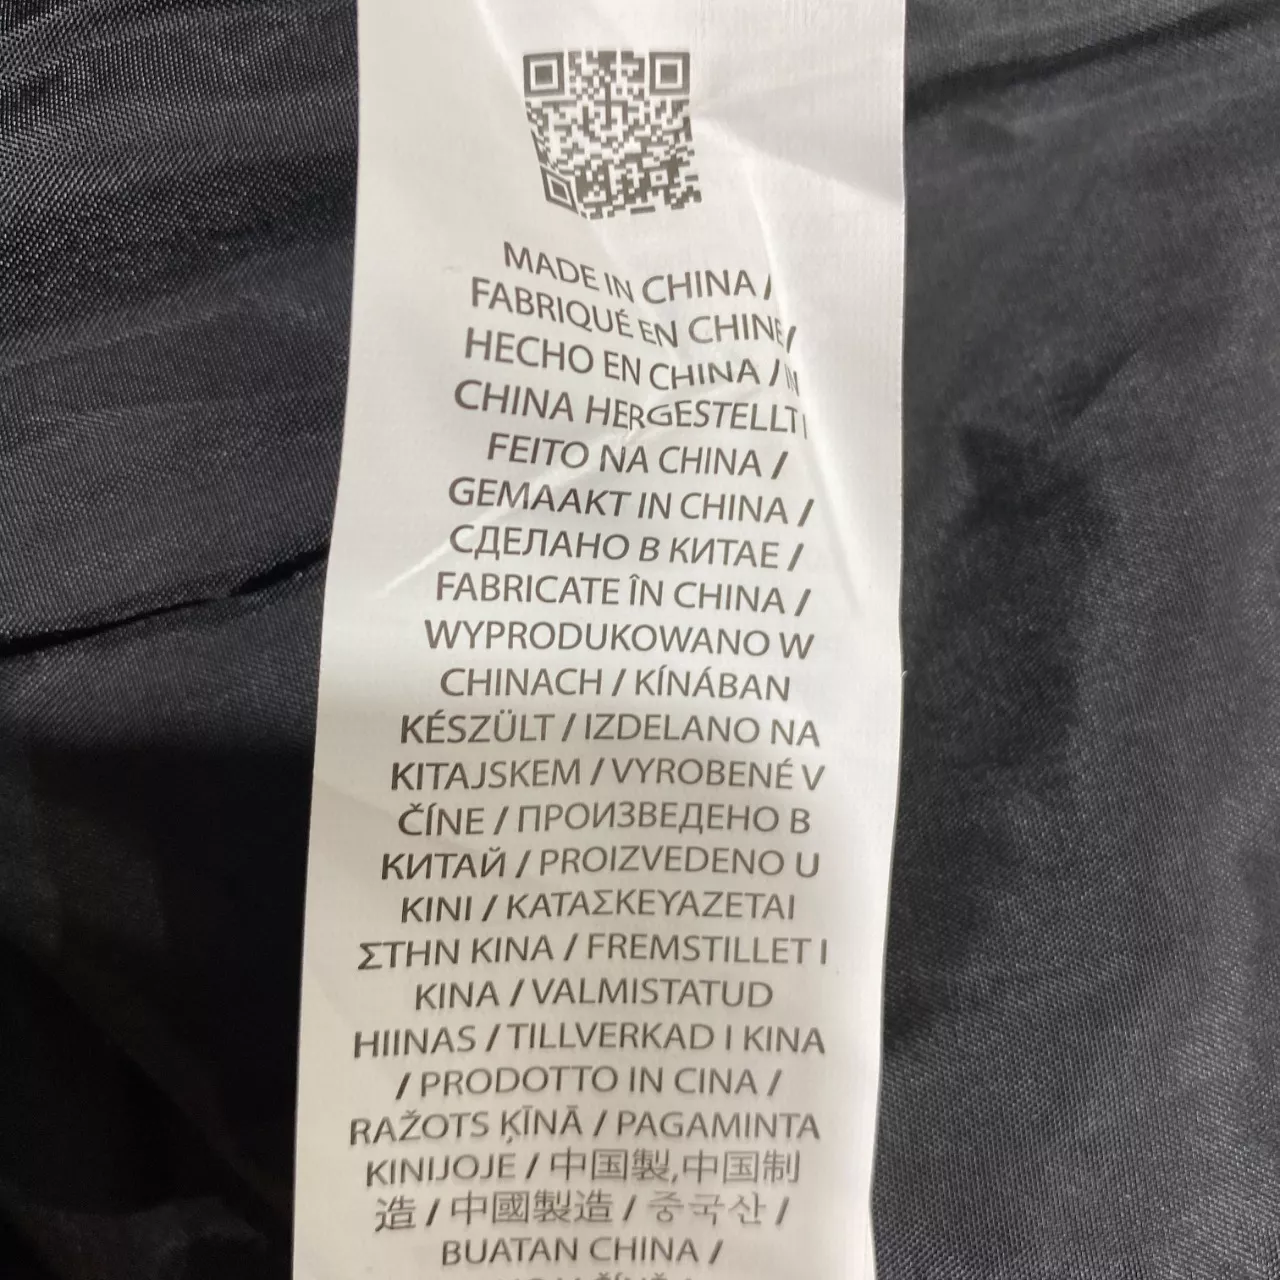 MADE IN CHINA /
FABRIQUÉ EN CHINE /
HECHO EN CHINA / IN
CHINA HERGESTELLT /
FEITO NA CHINA /
GEMAAKT IN CHINA /
СДЕЛАНО В КИТАЕ /
FABRICATE ÎN CHINA /
WYPRODUKOWANO W
CHINACH / KÍNÁBAN
KÉSZÜLT / IZDELANO NA
KITAJSKEM / VYROBENÉ V
ČÍNE / ПРОИЗВЕДЕНО В
КИТАЙ / PROIZVEDENO U
KINI / ΚΑΤΑΣΚΕΥΑΖΕΤΑΙ
ΣΤΗΝ ΚΙΝΑ / FREMSTILLET I
KINA / VALMISTATUD
HIINAS / TILLVERKAD I KINA
/ PRODOTTO IN CINA /
RAŽOTS ĶĪNĀ / PAGAMINTA
KINIJOJE / 中国製,中国制
造 / 中國製造 / 중국산 /
BUATAN CHINA /